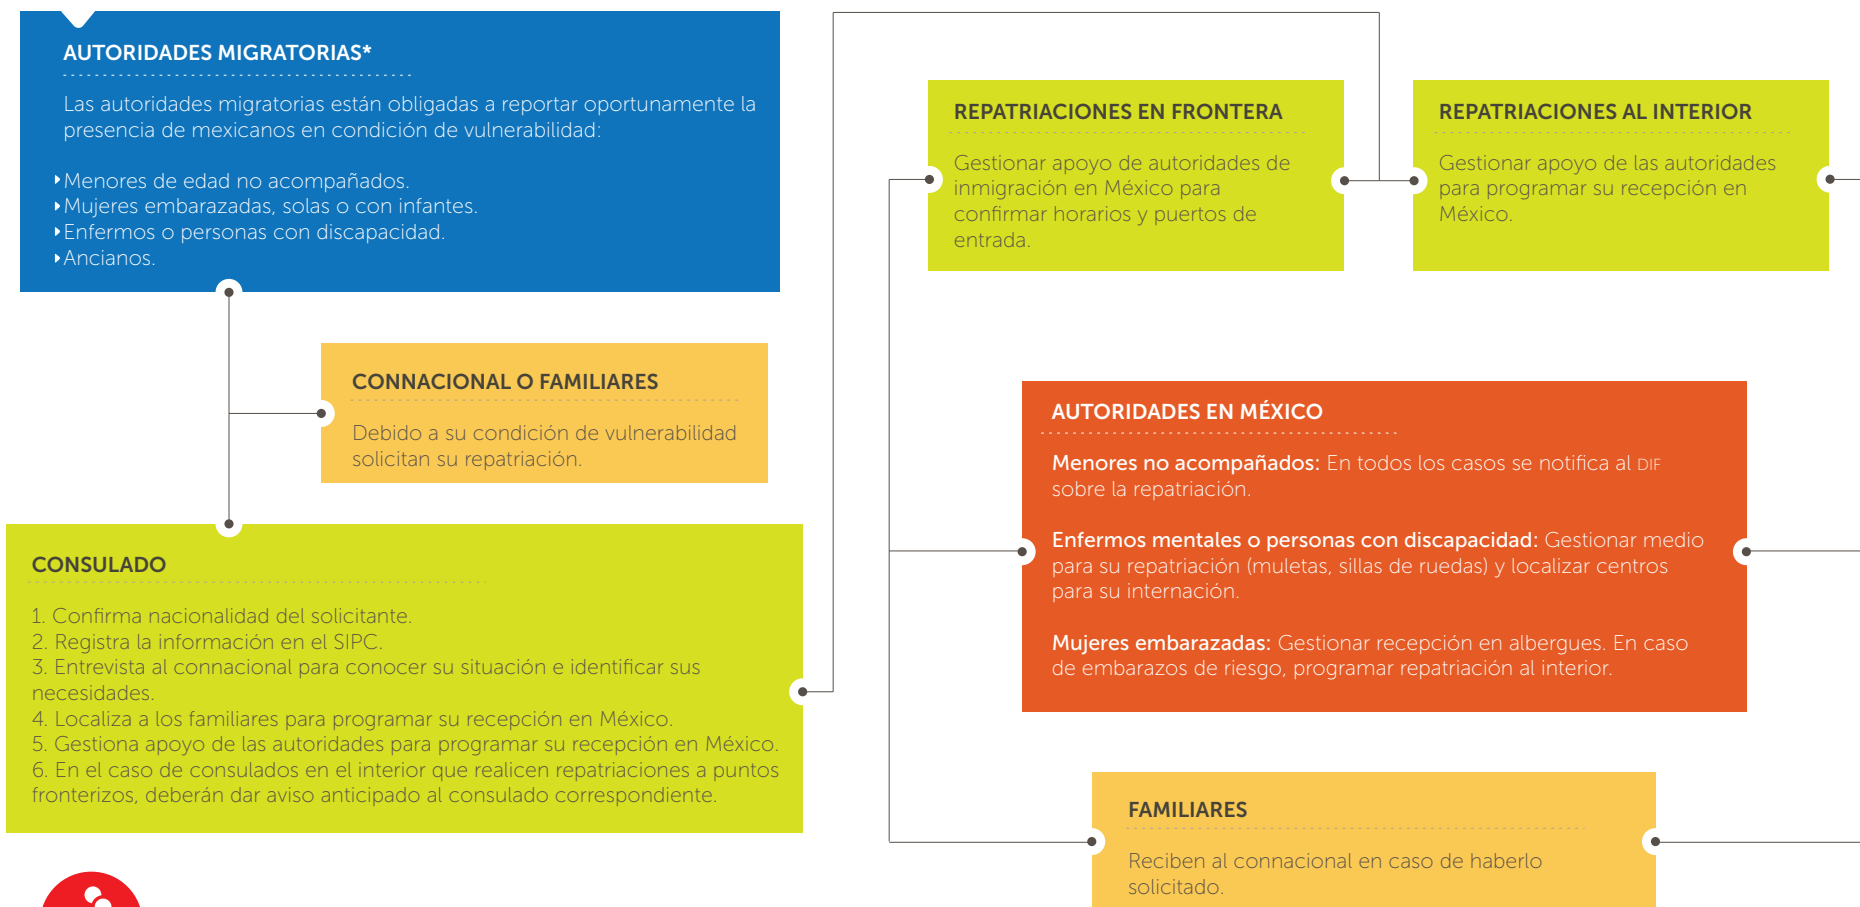 AUTORIDADES MIGRATORIAS*
Las autoridades migratorias están obligadas a reportar oportunamente la
presencia de mexicanos en condición de vulnerabilidad:
Menores de edad no acompañados.
Mujeres embarazadas, solas o con infantes.
Enfermos o personas con discapacidad.
Ancianos.
CONNACIONAL O FAMILIARES
Debido a su condición de vulnerabilidad
solicitan su repatriación.
CONSULADO
1. Confirma nacionalidad del solicitante.
2. Registra la información en el SIPC.
3. Entrevista al connacional para conocer su situación e identificar sus
necesidades.
4. Localiza a los familiares para programar su recepción en México.
5. Gestiona apoyo de las autoridades para programar su recepción en México.
6. En el caso de consulados en el interior que realicen repatriaciones a puntos
fronterizos, deberán dar aviso anticipado al consulado correspondiente.
REPATRIACIONES EN FRONTERA
Gestionar apoyo de autoridades de
inmigración en México para
confirmar horarios y puertos de
entrada.
REPATRIACIONES AL INTERIOR
Gestionar apoyo de las autoridades
para programar su recepción en
México.
AUTORIDADES EN MÉXICO
Menores no acompañados: En todos los casos se notifica al DIF
sobre la repatriación.
Enfermos mentales o personas con discapacidad: Gestionar medio
para su repatriación (muletas, sillas de ruedas) y localizar centros
para su internación.
Mujeres embarazadas: Gestionar recepción en albergues. En caso
de embarazos de riesgo, programar repatriación al interior.
FAMILIARES
Reciben al connacional en caso de haberlo
solicitado.